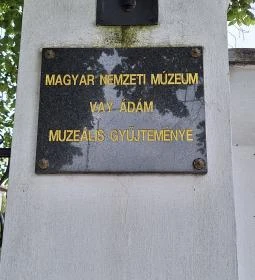 MAGYAR NEMZETI MÚZEUM
VAY ÁDÁM
MUZEÁLIS GYŰJTEMÉNYE